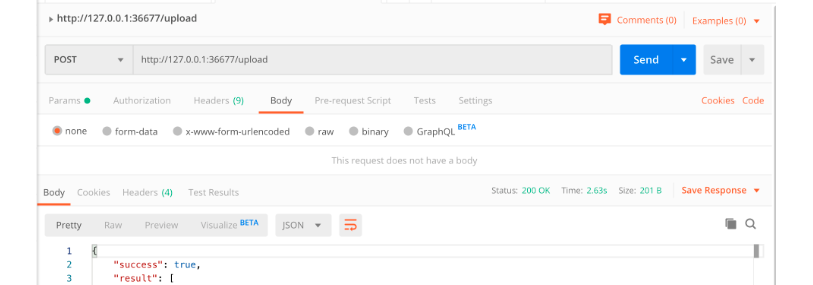 http://127.0.0.1:36677/upload Comments (0) Examples (0)
POST http://127.0.0.1:36677/upload Send Save
Params Authorization Headers (9) Body Pre-request Script Tests Settings Cookies Code
none form-data x-www-form-urlencoded raw binary GraphQL BETA
This request does not have a body
Body Cookies Headers (4) Test Results Status: 200 OK Time: 2.63s Size: 201 B Save Response
Pretty Raw Preview Visualize BETA JSON
1 {
2 "success": true,
3 "result": [